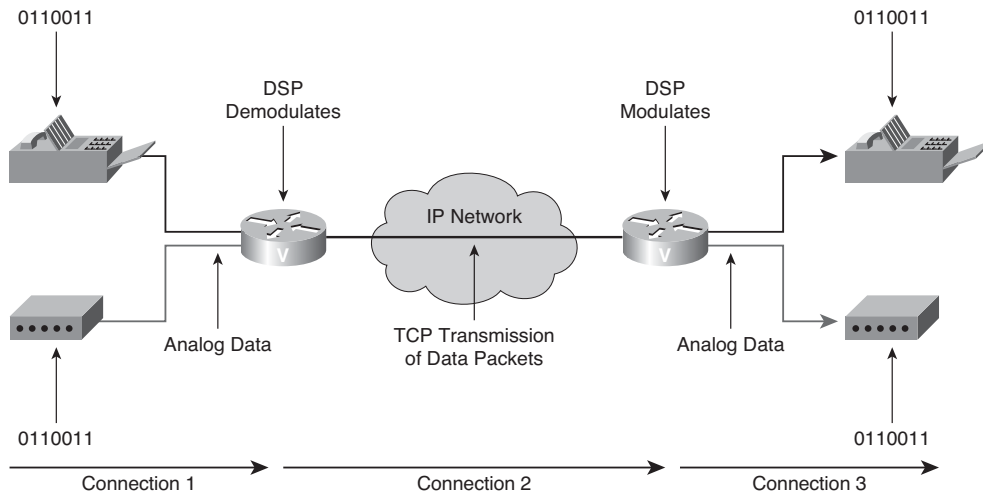 0110011
0110011
DSP
Demodulates
DSP
Modulates
IP Network
V
V
Analog Data
TCP Transmission
of Data Packets
Analog Data
0110011
0110011
Connection 1
Connection 2
Connection 3